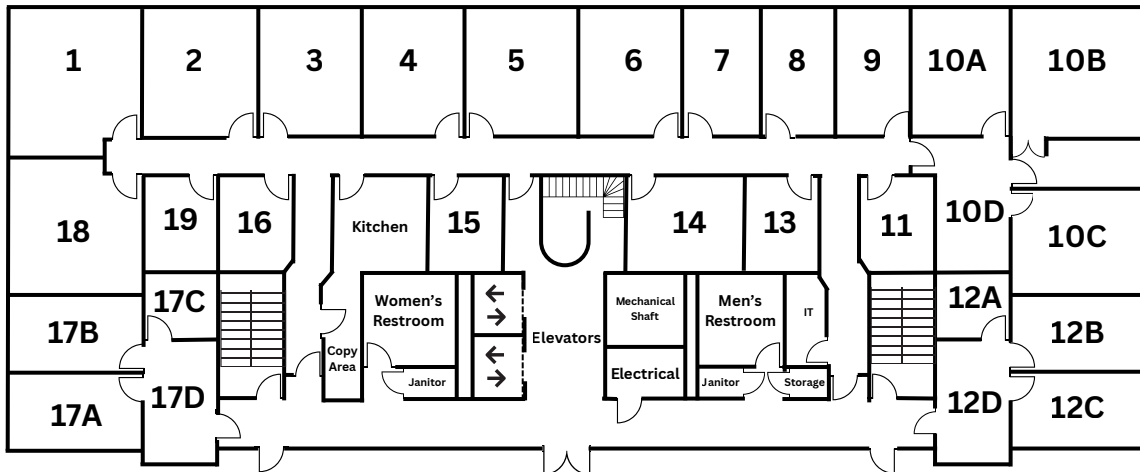 1
2
3
4
5
6
7
8
9
10A
10B
18
19
16
Kitchen
15
14
13
11
10D
10C
17C
17B
Women's
Restroom
Elevators
Mechanical
Shaft
Men's
Restroom
IT
12A
12B
Copy
Area
Janitor
Electrical
Janitor
Storage
17D
17A
12D
12C